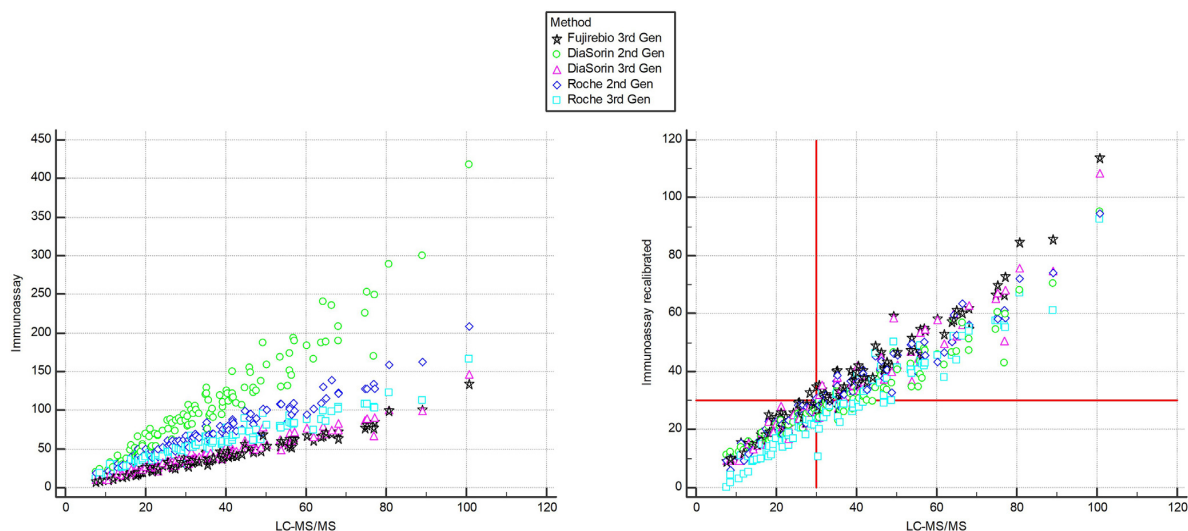 Method
Fujirebio 3rd Gen
DiaSorin 2nd Gen
DiaSorin 3rd Gen
Roche 2nd Gen
Roche 3rd Gen
450
400
350
300
250
200
150
100
50
0
Immunoassay
0 20 40 60 80 100 120
LC-MS/MS
120
100
80
60
40
20
0
Immunoassay recalibrated
0 20 40 60 80 100 120
LC-MS/MS